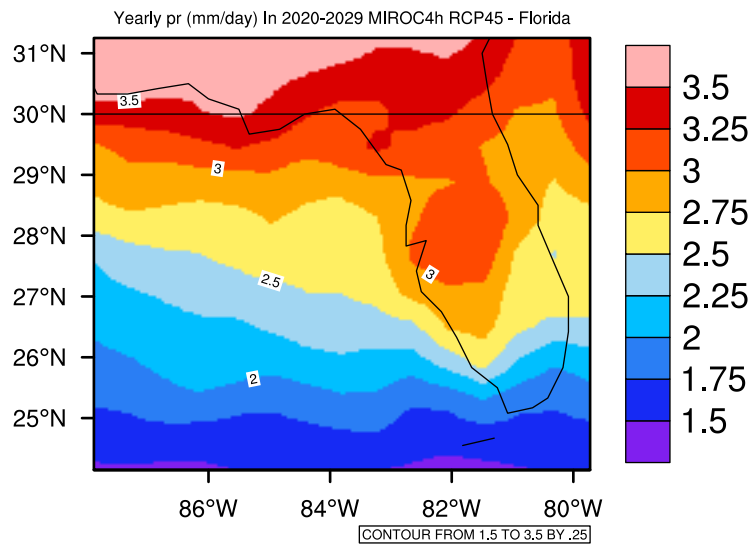 Yearly pr (mm/day) In 2020-2029 MIROC4h RCP45 - Florida
31°N
30°N
29°N
28°N
27°N
26°N
25°N
3.5
3
2.5
3
2
86°W
84°W
82°W
80°W
3.5
3.25
3
2.75
2.5
2.25
2
1.75
1.5
CONTOUR FROM 1.5 TO 3.5 BY .25